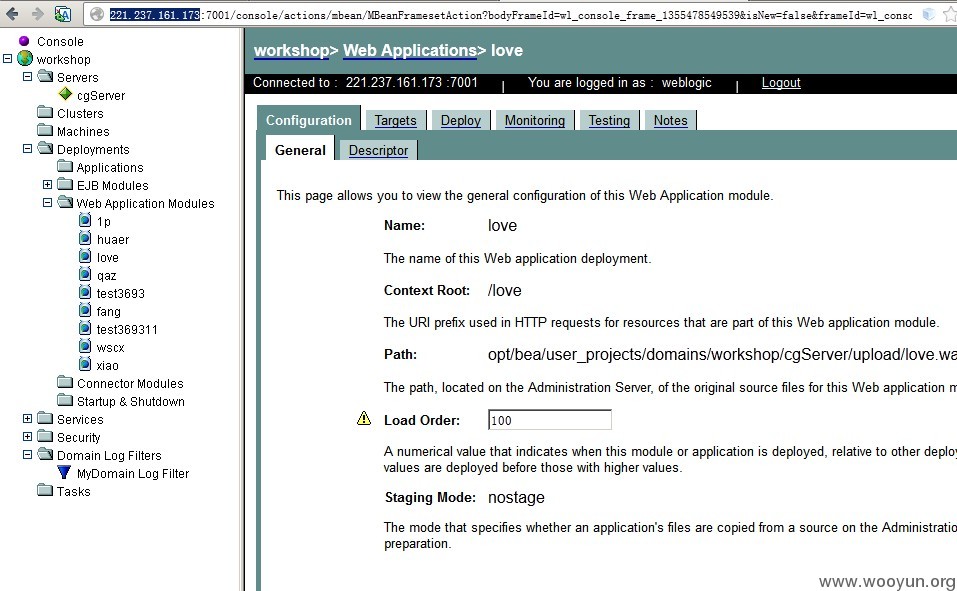 221.237.161.173:7001/console/actions/mbean/MBeanFramesetAction?bodyFrameId=wl_console_frame_1355478549539&isNew=false&frameId=wl_consc
Console
workshop
Servers
cgServer
Clusters
Machines
Deployments
Applications
EJB Modules
Web Application Modules
1p
huaer
love
qaz
test3693
fang
test369311
wscx
xiao
Connector Modules
Startup & Shutdown
Services
Security
Domain Log Filters
MyDomain Log Filter
Tasks
workshop> Web Applications> love
Connected to : 221.237.161.173 :7001 | You are logged in as : weblogic | Logout
Configuration Targets Deploy Monitoring Testing Notes
General Descriptor
This page allows you to view the general configuration of this Web Application module.
Name: love
The name of this Web application deployment.
Context Root: /love
The URI prefix used in HTTP requests for resources that are part of this Web application module.
Path: opt/bea/user_projects/domains/workshop/cgServer/upload/love.wa
The path, located on the Administration Server, of the original source files for this Web application m
Load Order: 100
A numerical value that indicates when this module or application is deployed, relative to other deploy
values are deployed before those with higher values.
Staging Mode: nostage
The mode that specifies whether an application's files are copied from a source on the Administratio
preparation.
www.wooyun.org